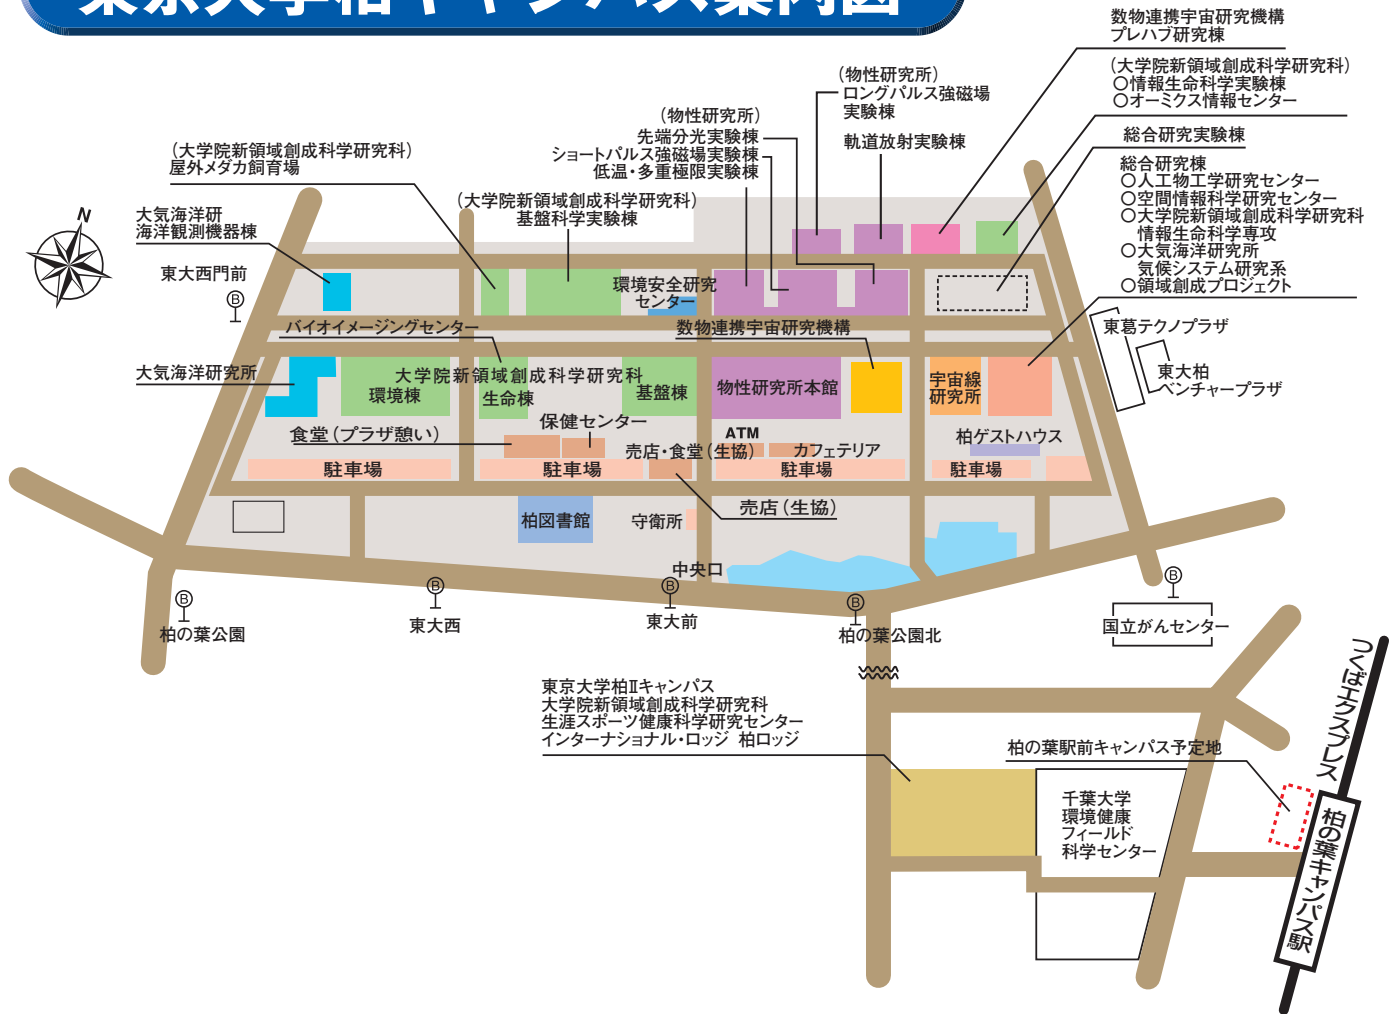 東京大学柏キャンパス案内図
数物連携宇宙研究機構
プレハブ研究棟
(大学院新領域創成科学研究科)
○情報生命科学実験棟
○オーミクス情報センター
総合研究実験棟
総合研究棟
○人工物工学研究センター
○空間情報科学研究センター
○大学院新領域創成科学研究科
情報生命科学専攻
○大気海洋研究所
気候システム研究系
○領域創成プロジェクト
(物性研究所)
ロングパルス強磁場
実験棟
軌道放射実験棟
(物性研究所)
先端分光実験棟
ショートパルス強磁場実験棟
低温・多重極限実験棟
(大学院新領域創成科学研究科)
屋外メダカ飼育場
(大学院新領域創成科学研究科)
基盤科学実験棟
大気海洋研
海洋観測機器棟
N
東大西門前
B
環境安全研究
センター
バイオイメージングセンター
数物連携宇宙研究機構
東葛テクノプラザ
東大柏
ベンチャープラザ
大気海洋研究所
大学院新領域創成科学研究科
環境棟
生命棟
基盤棟
物性研究所本館
宇宙線
研究所
食堂(プラザ憩い)
保健センター
ATM
売店・食堂(生協)
カフェテリア
柏ゲストハウス
駐車場
駐車場
駐車場
駐車場
売店(生協)
柏図書館
守衛所
中央口
B
柏の葉公園
B
東大西
B
東大前
B
柏の葉公園北
B
国立がんセンター
東京大学柏Ⅱキャンパス
大学院新領域創成科学研究科
生涯スポーツ健康科学研究センター
インターナショナル・ロッジ 柏ロッジ
柏の葉駅前キャンパス予定地
千葉大学
環境健康
フィールド
科学センター
つくばエクスプレス
柏の葉キャンパス駅